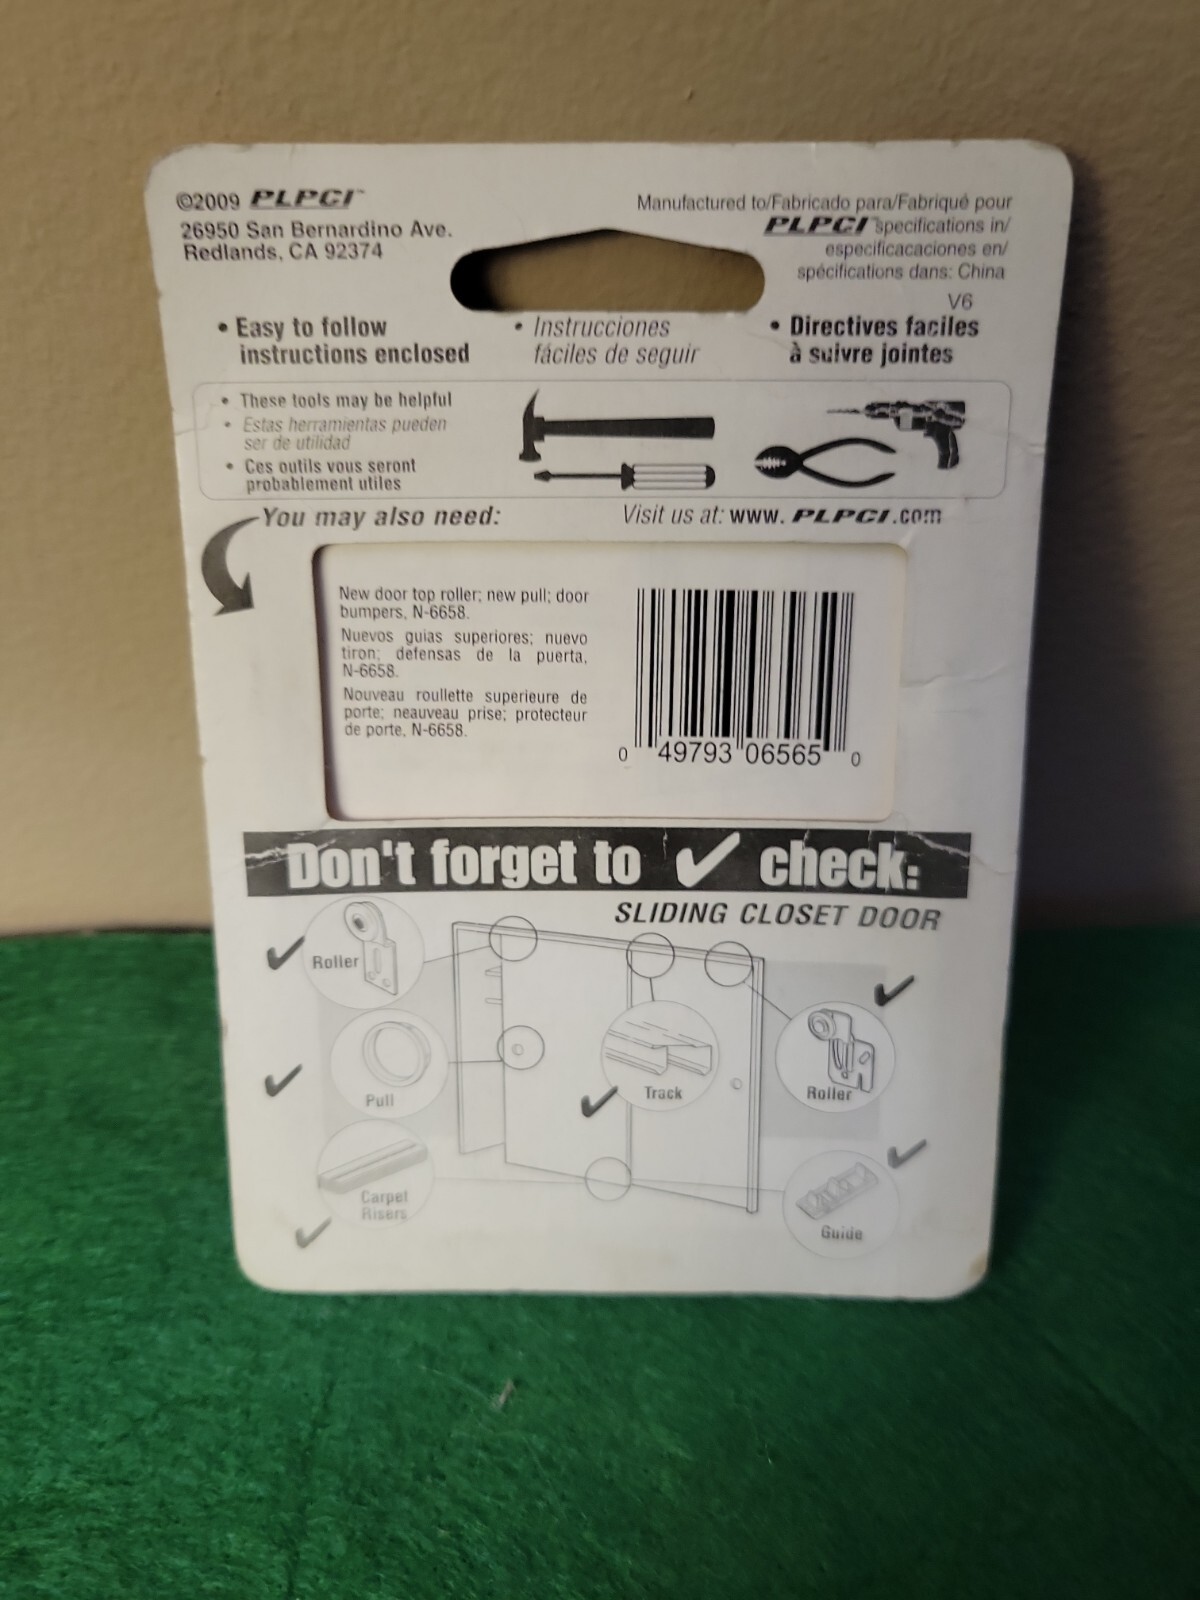 ©2009 PLPCI™
26950 San Bernardino Ave.
Redlands, CA 92374
Manufactured to/Fabricado para/Fabriqué pour
PLPCI™ specifications in/
especificacaciones en/
spécifications dans: China
V6
• Easy to follow
instructions enclosed
• Instrucciones
fáciles de seguir
• Directives faciles
à suivre jointes
• These tools may be helpful
• Estas herramientas pueden
ser de utilidad
• Ces outils vous seront
probablement utiles
You may also need:
Visit us at: www. PLPCI.com
New door top roller; new pull; door
bumpers, N-6658.
Nuevos guias superiores; nuevo
tiron; defensas de la puerta,
N-6658.
Nouveau roullette superieure de
porte; neauveau prise; protecteur
de porte, N-6658.
0 49793 06565 0
Don't forget to ✓ check:
SLIDING CLOSET DOOR
Roller
Pull
Track
Roller
Carpet
Risers
Guide